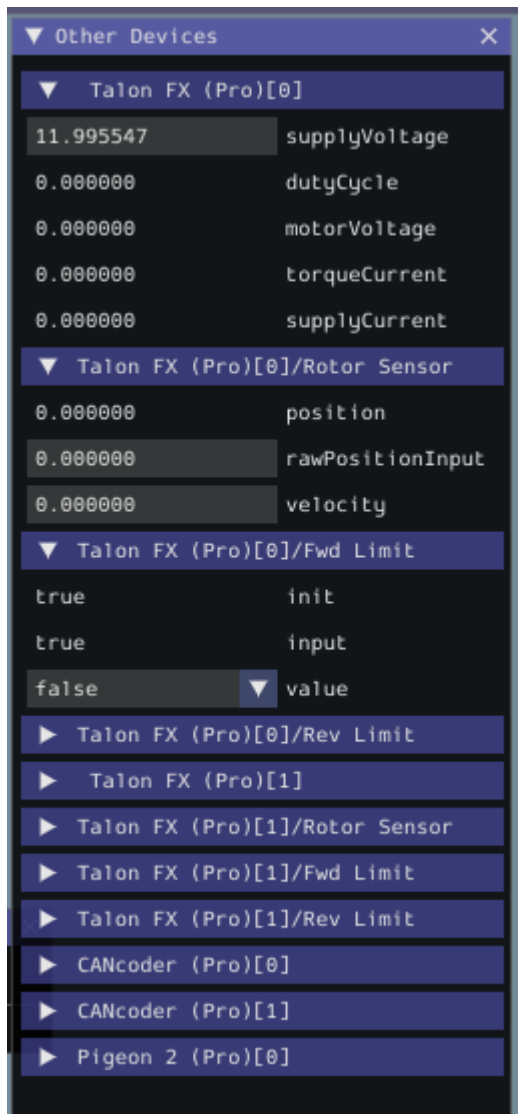 Other Devices
Talon FX (Pro)[0]
11.995547 supplyVoltage
0.000000 dutyCycle
0.000000 motorVoltage
0.000000 torqueCurrent
0.000000 supplyCurrent
Talon FX (Pro)[0]/Rotor Sensor
0.000000 position
0.000000 rawPositionInput
0.000000 velocity
Talon FX (Pro)[0]/Fwd Limit
true init
true input
false value
Talon FX (Pro)[0]/Rev Limit
Talon FX (Pro)[1]
Talon FX (Pro)[1]/Rotor Sensor
Talon FX (Pro)[1]/Fwd Limit
Talon FX (Pro)[1]/Rev Limit
CANcoder (Pro)[0]
CANcoder (Pro)[1]
Pigeon 2 (Pro)[0]